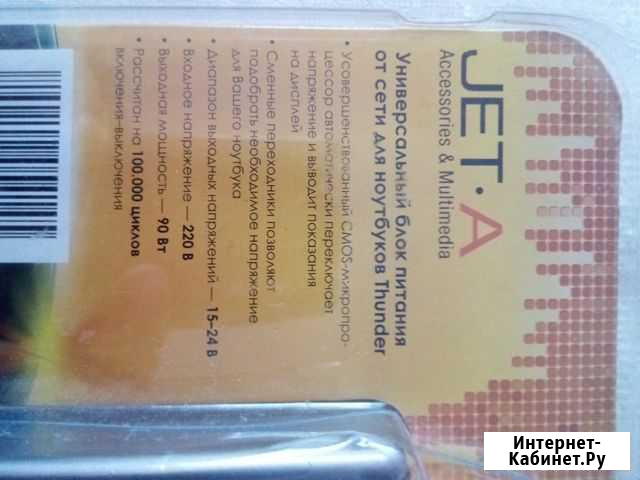 JET·A
Accessories & Multimedia
Универсальный блок питания
от сети для ноутбуков Thunder
• Усовершенствованный CMOS-микропро-
цессор автоматически переключает
напряжение и выводит показания
на дисплей
• Сменные переходники позволяют
подобрать необходимое напряжение
для Вашего ноутбука
• Диапазон выходных напряжений — 15–24 В
• Входное напряжение — 220 В
• Выходная мощность — 90 Вт
• Рассчитан на 100.000 циклов
включения-выключения
Интернет-
Кабинет.Ру